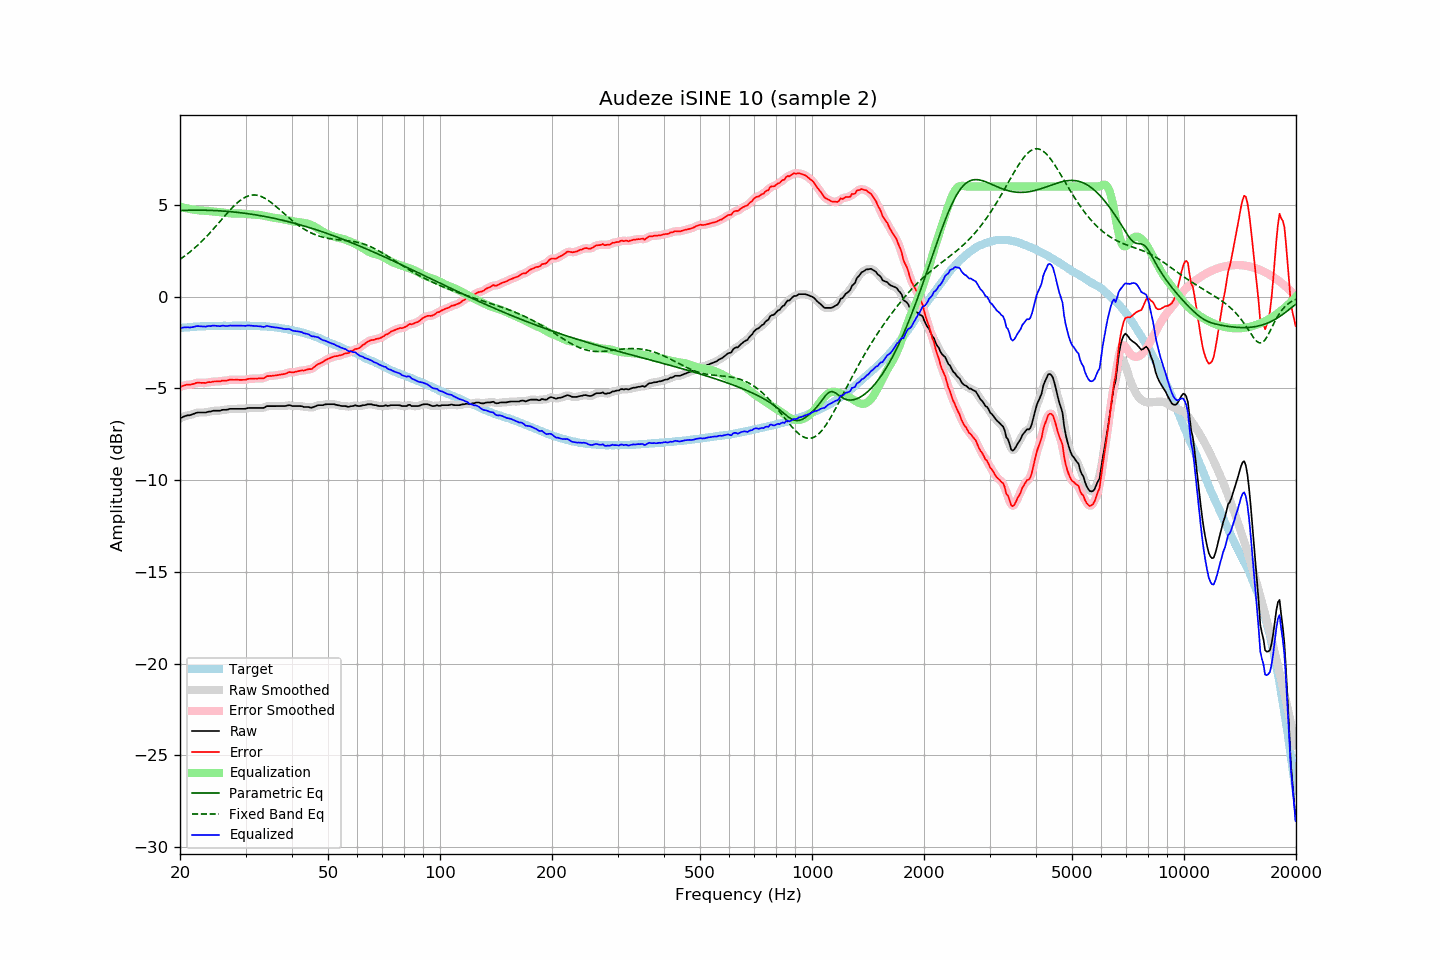 Audeze iSINE 10 (sample 2)
Amplitude (dBr)
5
0
−5
−10
−15
−20
−25
−30
Target
Raw Smoothed
Error Smoothed
Raw
Error
Equalization
Parametric Eq
Fixed Band Eq
Equalized
20 50 100 200 500 1000 2000 5000 10000 20000
Frequency (Hz)